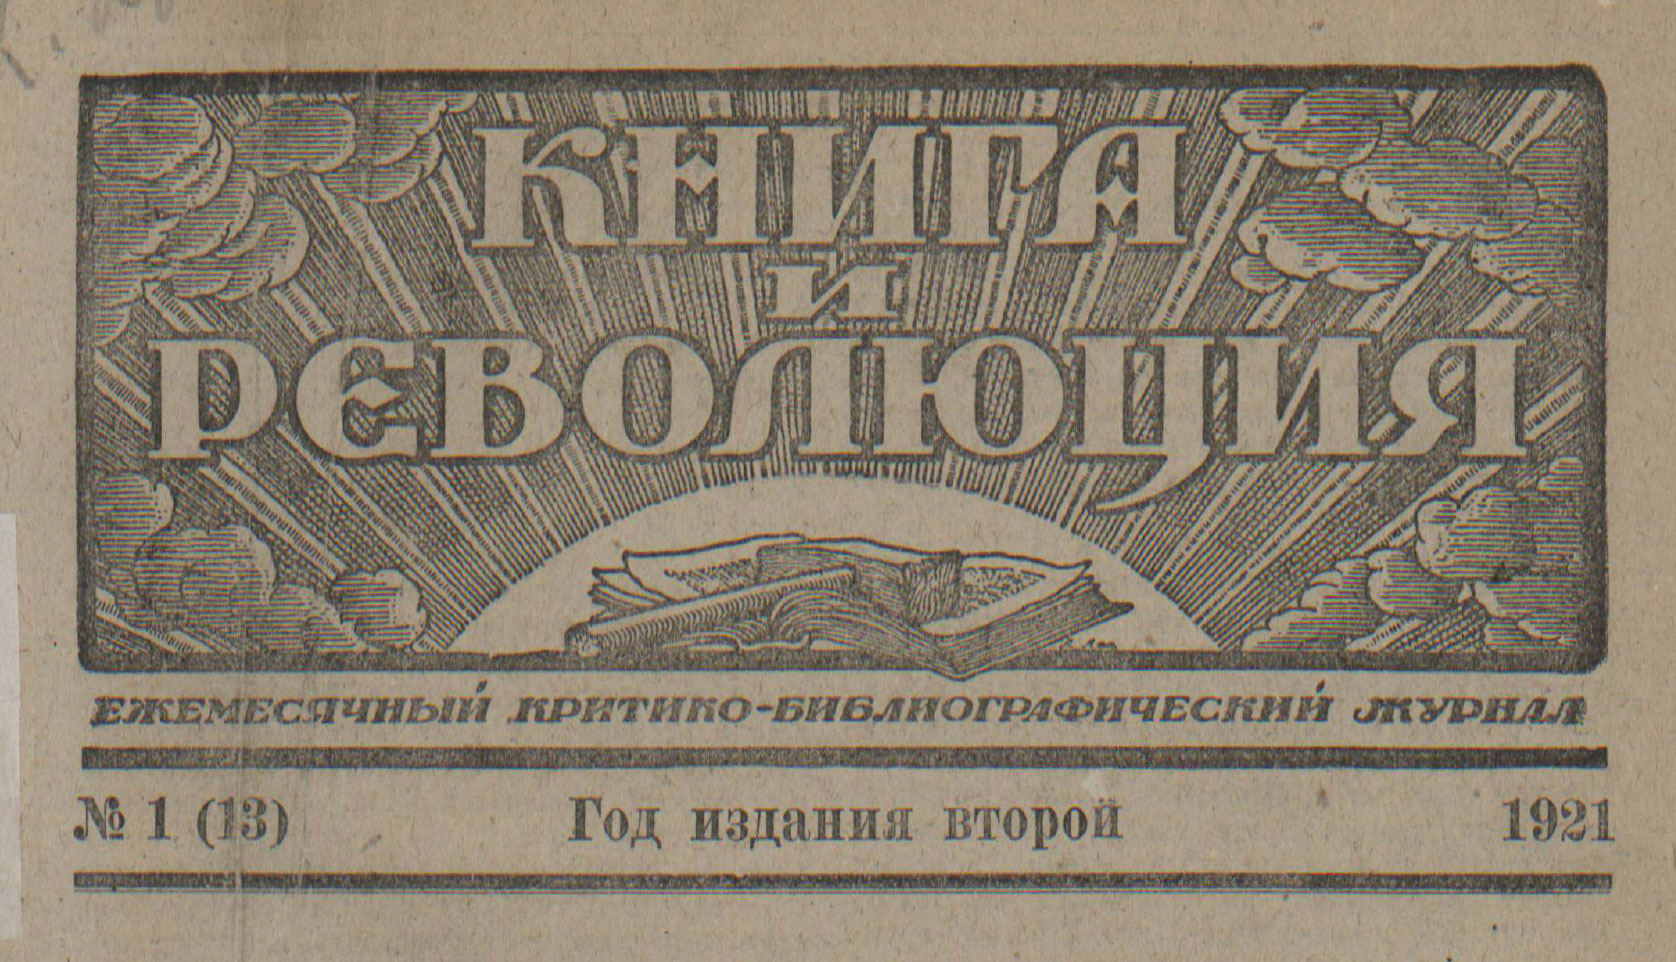 КНИГА
И
РЕВОЛЮЦИЯ
ЕЖЕМЕСЯЧНЫЙ КРИТИКО-БИБЛИОГРАФИЧЕСКИЙ ЖУРНАЛ
№ 1 (13) Год издания второй 1921